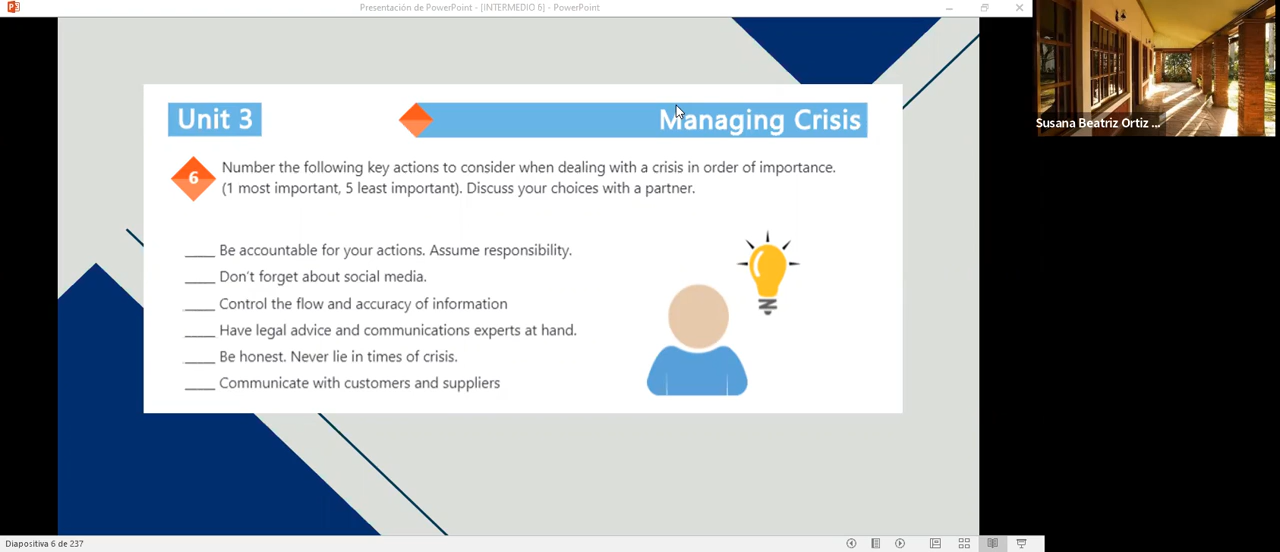 Presentación de PowerPoint - [INTERMEDIO 6] - PowerPoint
Susana Beatriz Ortiz ...
Unit 3
Managing Crisis
6
Number the following key actions to consider when dealing with a crisis in order of importance.
(1 most important, 5 least important). Discuss your choices with a partner.
____ Be accountable for your actions. Assume responsibility.
____ Don't forget about social media.
____ Control the flow and accuracy of information
____ Have legal advice and communications experts at hand.
____ Be honest. Never lie in times of crisis.
____ Communicate with customers and suppliers
Diapositiva 6 de 237